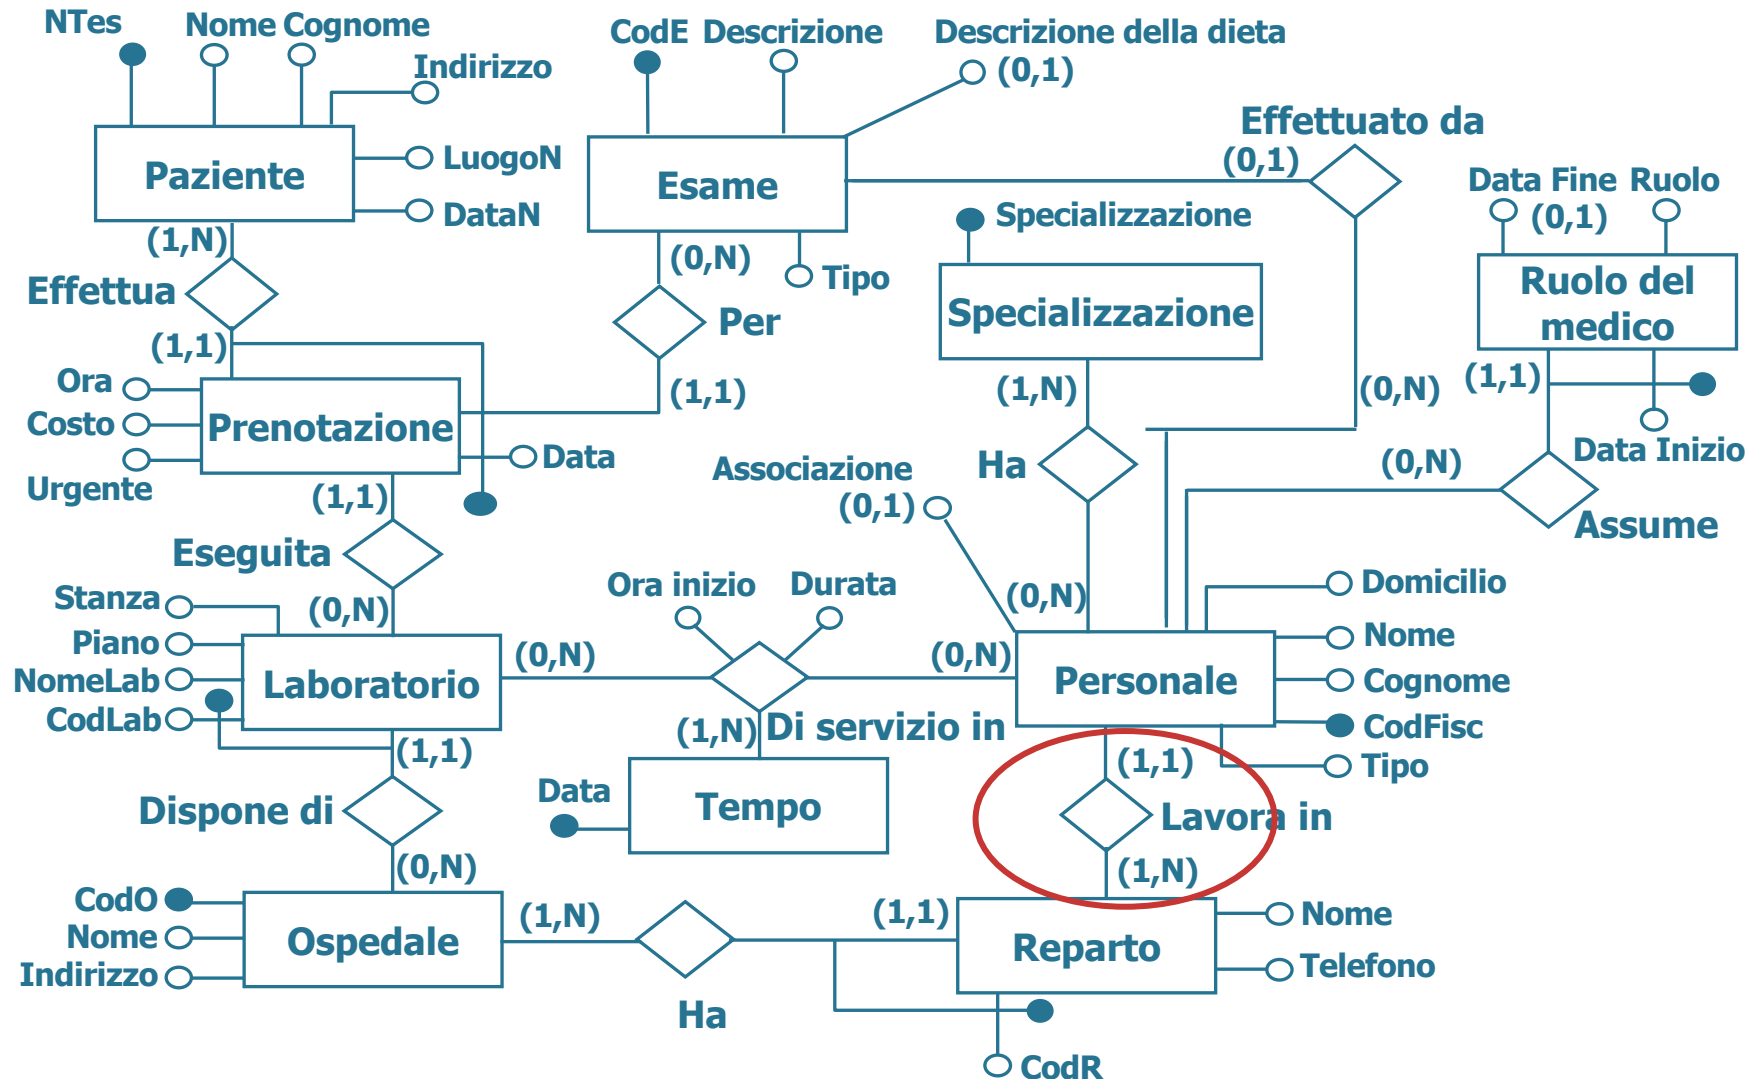 NTes
Nome Cognome
Indirizzo
Paziente
LuogoN
DataN
(1,N)
Effettua
(1,1)
CodE Descrizione
Descrizione della dieta
(0,1)
Esame
(0,N)
Tipo
Per
(1,1)
Effettuato da
(0,1)
(0,N)
Specializzazione
Specializzazione
(1,N)
Ha
(0,N)
Data Fine Ruolo
(0,1)
Ruolo del
medico
(1,1)
Data Inizio
(0,N)
Assume
Ora
Costo
Urgente
Prenotazione
Data
(1,1)
Eseguita
(0,N)
Stanza
Piano
NomeLab
CodLab
Laboratorio
(0,N)
(1,1)
Ora inizio
Durata
(0,N)
Di servizio in
(1,N)
Data
Tempo
Associazione
(0,1)
Personale
Domicilio
Nome
Cognome
CodFisc
Tipo
(1,1)
Lavora in
(1,N)
Dispone di
(0,N)
CodO
Nome
Indirizzo
Ospedale
(1,N)
Ha
(1,1)
Reparto
Nome
Telefono
CodR